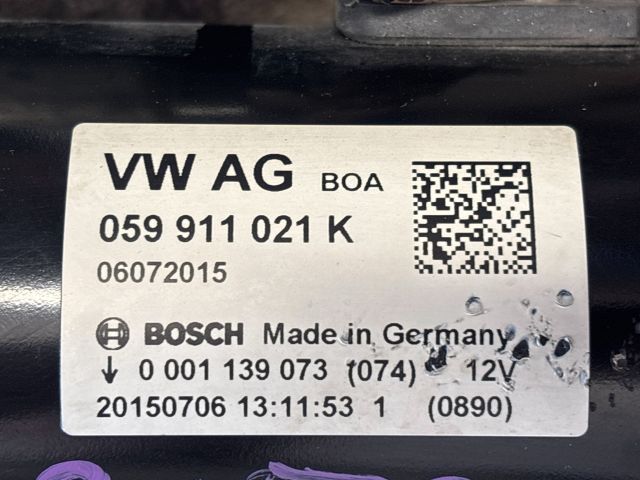 VW AG BOA
059 911 021 K
06072015
BOSCH Made in Germany
↓ 0 001 139 073 (074) 12V
20150706 13:11:53 1 (0890)